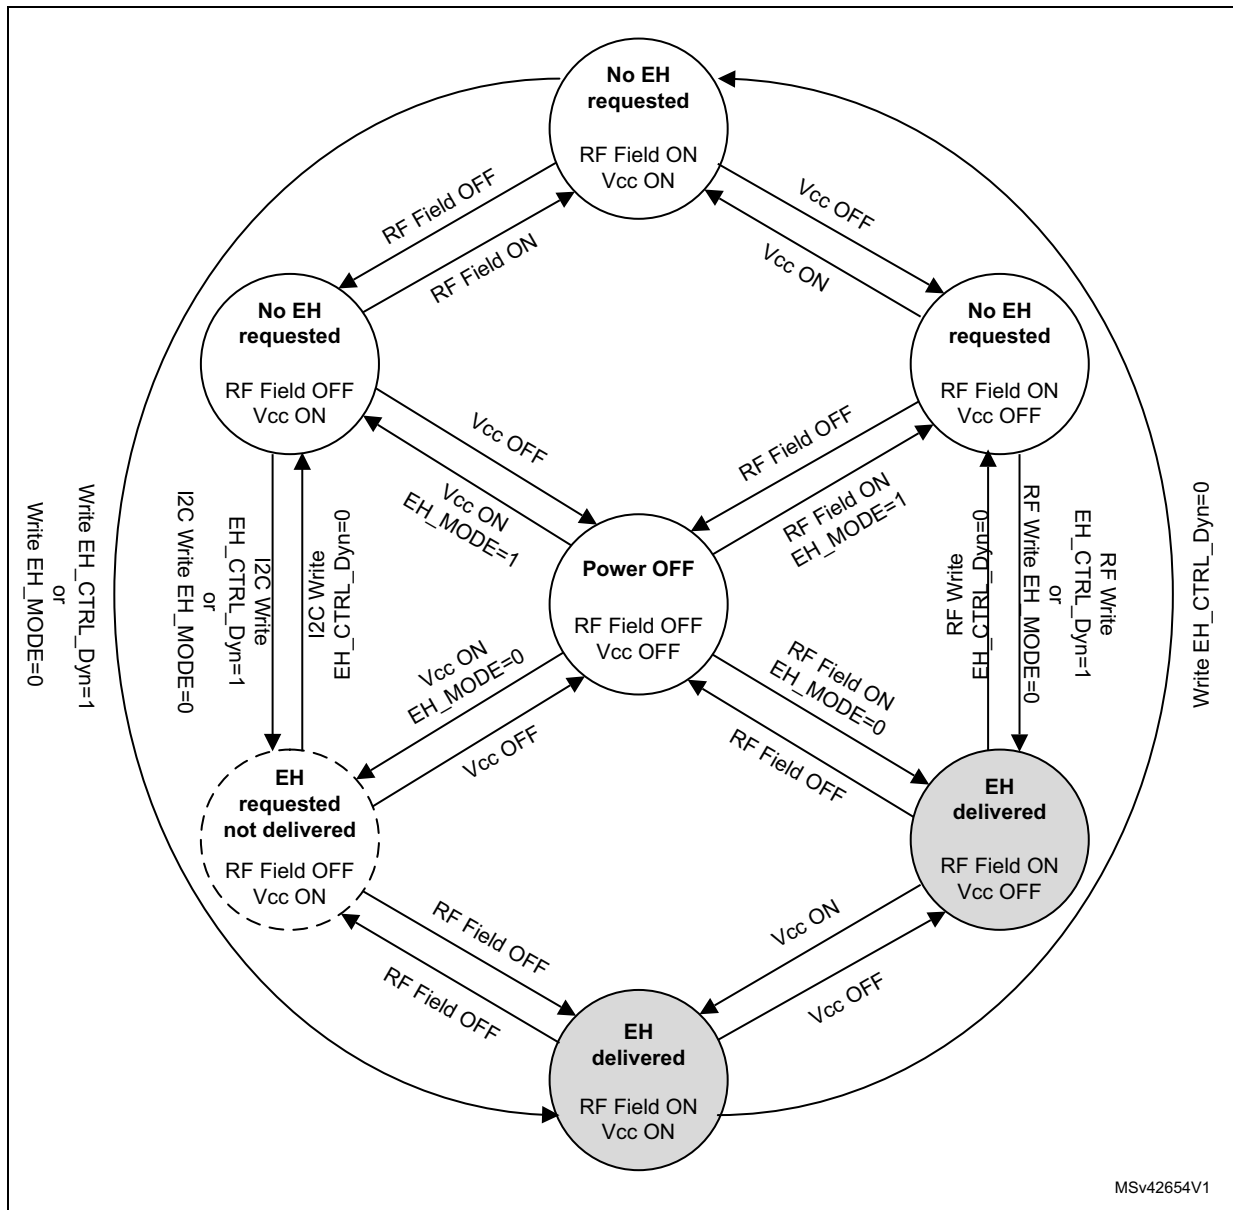 No EH
requested
RF Field ON
Vcc ON
RF Field OFF
RF Field ON
Vcc OFF
Vcc ON
No EH
requested
RF Field OFF
Vcc ON
No EH
requested
RF Field ON
Vcc OFF
Vcc OFF
Vcc ON
EH_MODE=1
RF Field OFF
RF Field ON
EH_MODE=1
Write EH_CTRL_Dyn=1
or
Write EH_MODE=0
I2C Write
EH_CTRL_Dyn=1
or
I2C Write EH_MODE=0
I2C Write
EH_CTRL_Dyn=0
Power OFF
RF Field OFF
Vcc OFF
RF Write
EH_CTRL_Dyn=0
RF Write
EH_CTRL_Dyn=1
or
RF Write EH_MODE=0
Write EH_CTRL_Dyn=0
Vcc ON
EH_MODE=0
Vcc OFF
RF Field ON
EH_MODE=0
RF Field OFF
EH
requested
not delivered
RF Field OFF
Vcc ON
EH
delivered
RF Field ON
Vcc OFF
RF Field OFF
RF Field OFF
Vcc ON
Vcc OFF
EH
delivered
RF Field ON
Vcc ON
MSv42654V1